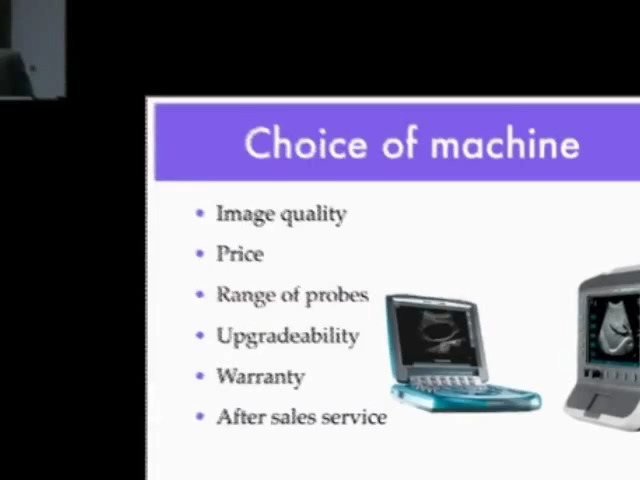 Choice of machine
Image quality
Price
Range of probes
Upgradeability
Warranty
After sales service